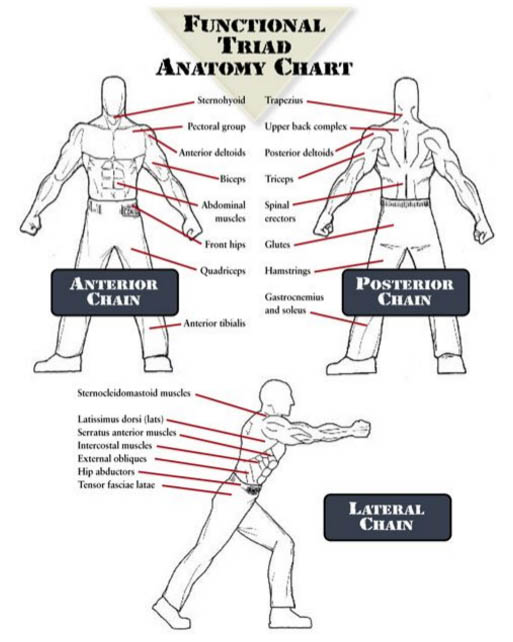 FUNCTIONAL
TRIAD
ANATOMY CHART
Sternohyoid
Pectoral group
Anterior deltoids
Biceps
Abdominal
muscles
Front hips
Quadriceps
Anterior tibialis
ANTERIOR
CHAIN
Trapezius
Upper back complex
Posterior deltoids
Triceps
Spinal
erectors
Glutes
Hamstrings
Gastrocnemius
and soleus
POSTERIOR
CHAIN
Sternocleidomastoid muscles
Latissimus dorsi (lats)
Serratus anterior muscles
Intercostal muscles
External obliques
Hip abductors
Tensor fasciae latae
LATERAL
CHAIN